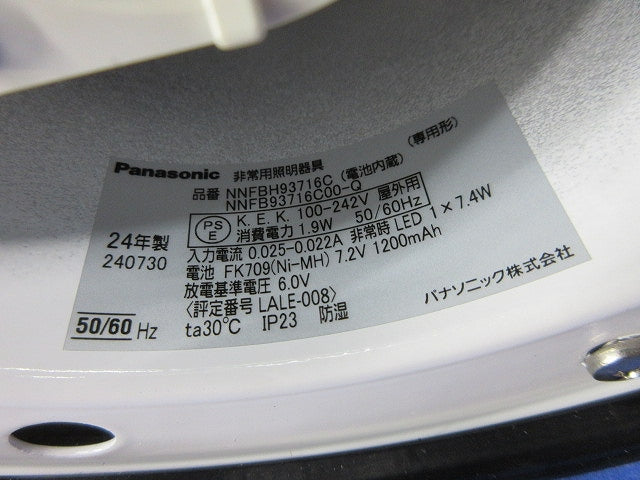 Panasonic 非常用照明器具 (専用形)
品番 NNFBH93716C (電池内蔵)
NNFB93716C00-Q
PS E K.E.K. 100-242V 屋外用
消費電力 1.9W 50/60Hz
24年製 入力電流 0.025-0.022A 非常時 LED 1×7.4W
240730 電池 FK709(Ni-MH) 7.2V 1200mAh
放電基準電圧 6.0V
〈評定番号 LALE-008〉
50/60 Hz ta30℃ IP23 防湿 パナソニック株式会社